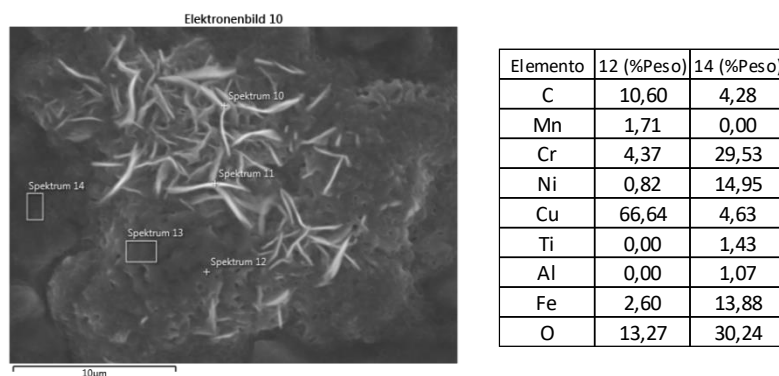 Elektronenbild 10
Spektrum 10
Spektrum 11
Spektrum 14
Spektrum 13
Spektrum 12
10µm
Elemento 12 (%Peso) 14 (%Peso)
C 10,60 4,28
Mn 1,71 0,00
Cr 4,37 29,53
Ni 0,82 14,95
Cu 66,64 4,63
Ti 0,00 1,43
Al 0,00 1,07
Fe 2,60 13,88
O 13,27 30,24